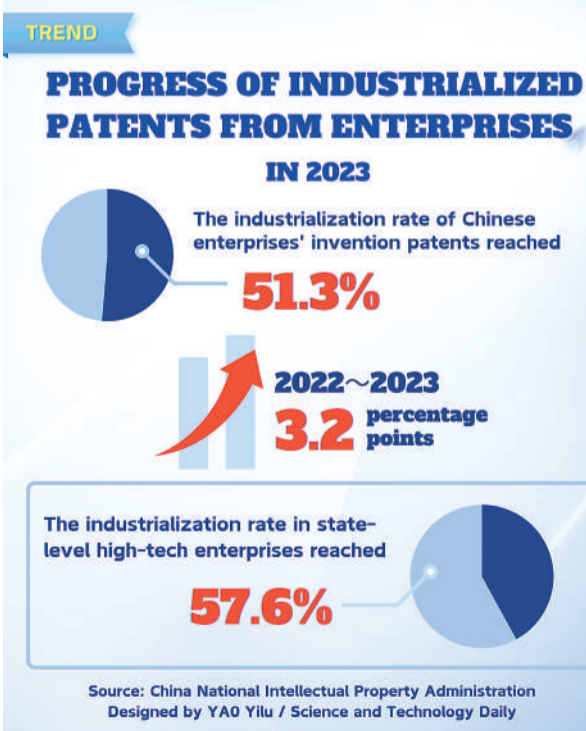 TREND
PROGRESS OF INDUSTRIALIZED
PATENTS FROM ENTERPRISES
IN 2023
The industrialization rate of Chinese
enterprises' invention patents reached
51.3%
2022～2023
3.2 percentage
points
The industrialization rate in state-
level high-tech enterprises reached
57.6%
Source: China National Intellectual Property Administration
Designed by YAO Yilu / Science and Technology Daily